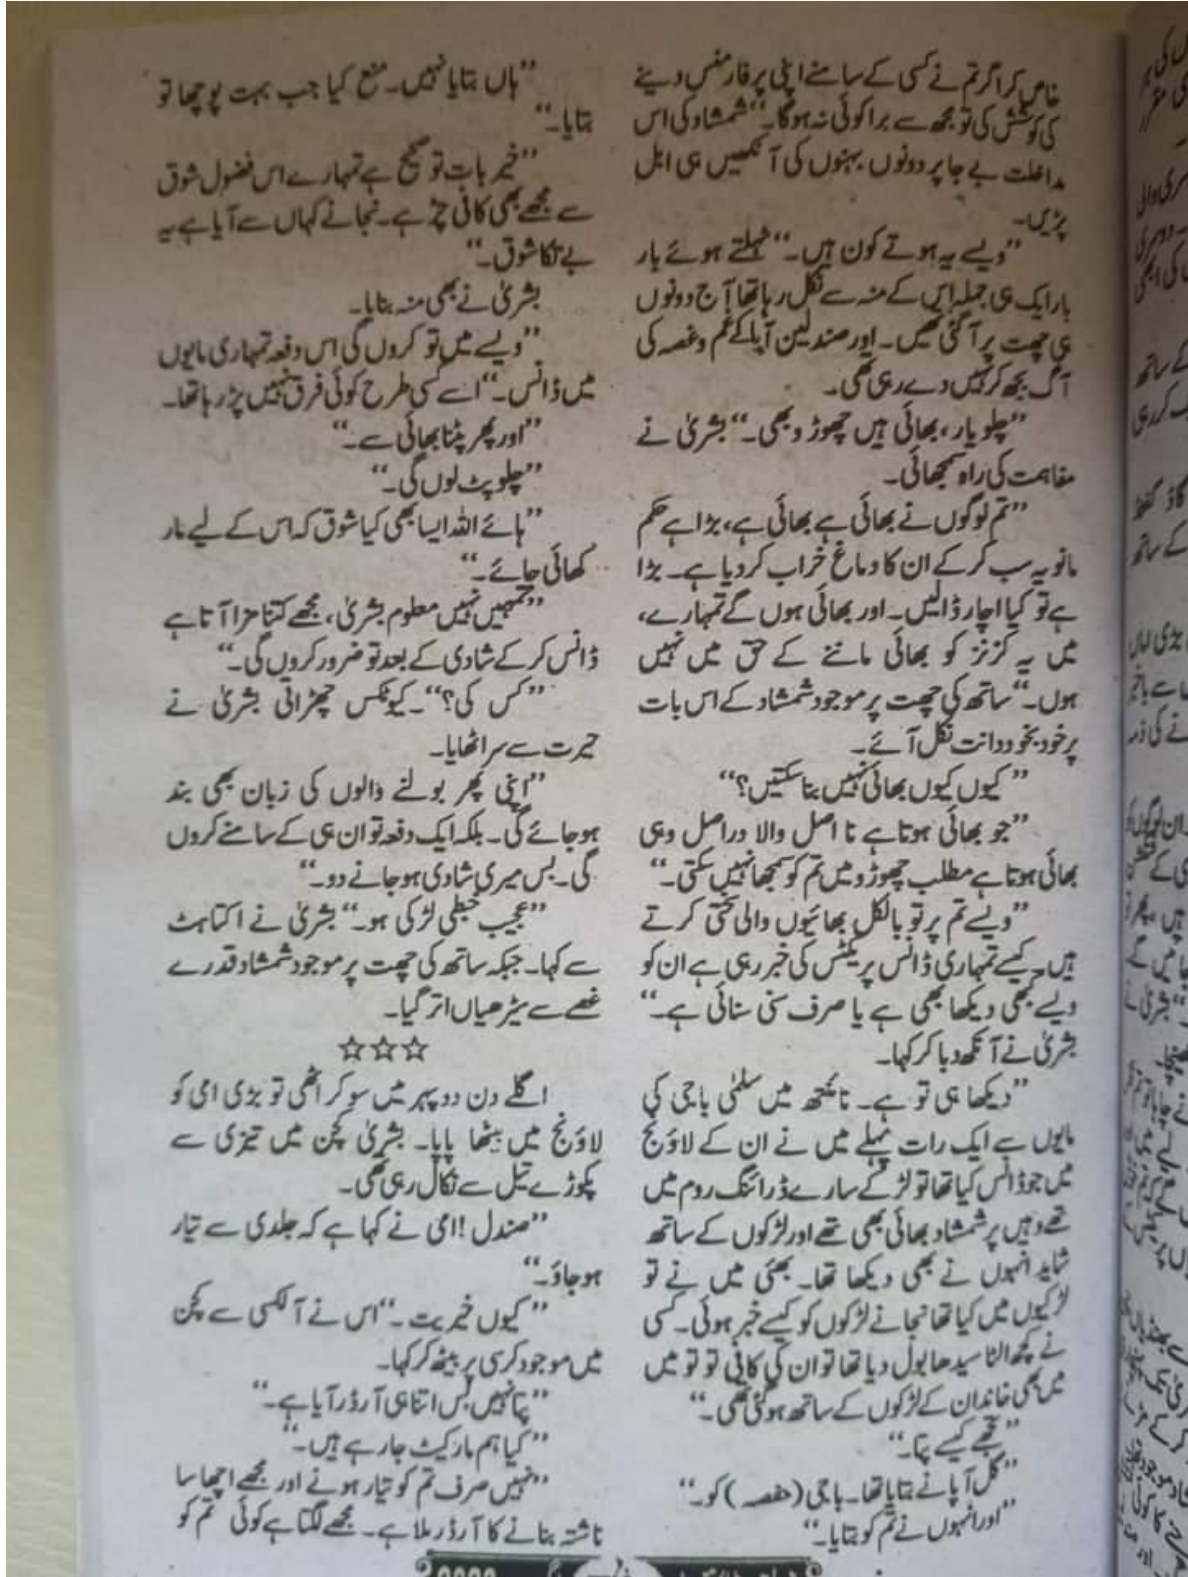 خاص کر اگر تم نے کسی کے سامنے اپنی پرفارمنس دینے
کی کوشش کی تو مجھ سے برا کوئی نہ ہوگا۔“ شمشاد کی اس
مداخلت بے جا پر دونوں بہنوں کی آنکھیں ہی ابل
پڑیں۔
”ویسے یہ ہوتے کون ہیں۔“ ٹہلتے ہوئے بار
بار ایک ہی جملہ اس کے منہ سے نکل رہا تھا آج دونوں
ہی چھت پر آگئی تھیں۔ اور صندلین آپا کے غم و غصہ کی
آگ بجھ کر نہیں دے رہی تھی۔
”چلو یار، بھائی ہیں چھوڑو بھی۔“ بشریٰ نے
مفاہمت کی راہ سمجھائی۔
”تم لوگوں نے بھائی ہے بھائی ہے، بڑا ہے حکم
مانو یہ سب کر کے ان کا دماغ خراب کر دیا ہے۔ بڑا
ہے تو کیا اچار ڈالیں۔ اور بھائی ہوں گے تمہارے،
میں یہ کزنز کو بھائی ماننے کے حق میں نہیں
ہوں۔“ ساتھ کی چھت پر موجود شمشاد کے اس بات
پر خود بخود دانت نکل آئے۔
”کیوں کیوں بھائی نہیں بنا سکتیں؟“
”جو بھائی ہوتا ہے نا اصل والا دراصل وہی
بھائی ہوتا ہے مطلب چھوڑو میں تم کو سمجھا نہیں سکتی۔“
”ویسے تم پر تو بالکل بھائیوں والی سختی کرتے
ہیں۔ کیسے تمہاری ڈانس پریکٹس کی خبر رہی ہے ان کو
ویسے کبھی دیکھا بھی ہے یا صرف سنی سنائی ہے۔“
بشریٰ نے آنکھ دبا کر کہا۔
”دیکھا ہی تو ہے۔ نائنتھ میں سلمٰی باجی کی
مایوں سے ایک رات پہلے میں نے ان کے لاؤنج
میں جو ڈانس کیا تھا تو لڑکے سارے ڈرائنگ روم میں
تھے وہیں پر شمشاد بھائی بھی تھے اور لڑکوں کے ساتھ
شاید انہوں نے بھی دیکھا تھا۔ بھئی میں نے تو
لڑکیوں میں کیا تھا نجانے لڑکوں کو کیسے خبر ہوئی۔ کسی
نے کچھ الٹا سیدھا بول دیا تھا تو ان کی کافی تو تو میں
میں بھی خاندان کے لڑکوں کے ساتھ ہوگئی تھی۔“
”تجھے کیسے پتا۔“
”گل آپا نے بتایا تھا۔ باجی (حفصہ) کو۔“
”اور انہوں نے تم کو بتایا۔“
”ہاں بتایا نہیں۔ منع کیا جب بہت پوچھا تو
بتایا۔“
”خیر بات تو صحیح ہے تمہارے اس فضول شوق
سے مجھے بھی کافی چڑ ہے۔ نجانے کہاں سے آیا ہے یہ
بے تکا شوق۔“
بشریٰ نے بھی منہ بنایا۔
”ویسے میں تو کروں گی اس دفعہ تمہاری مایوں
میں ڈانس۔“ اسے کسی طرح کوئی فرق نہیں پڑ رہا تھا۔
”اور پھر پٹنا بھائی سے۔“
”چلو پٹ لوں گی۔“
”ہائے اللہ ایسا بھی کیا شوق کہ اس کے لیے مار
کھائی جائے۔“
”تمہیں نہیں معلوم بشریٰ، مجھے کتنا مزا آتا ہے
ڈانس کر کے شادی کے بعد تو ضرور کروں گی۔“
”کس کی؟“۔ کیوٹکس چھڑاتی بشریٰ نے
حیرت سے سر اٹھایا۔
”اپنی پھر بولنے والوں کی زبان بھی بند
ہو جائے گی۔ بلکہ ایک دفعہ تو ان ہی کے سامنے کروں
گی۔ بس میری شادی ہو جانے دو۔“
”عجیب خبطی لڑکی ہو۔“ بشریٰ نے اکتاہٹ
سے کہا۔ جبکہ ساتھ کی چھت پر موجود شمشاد قدرے
غصے سے سیڑھیاں اتر گیا۔
☆☆☆
اگلے دن دوپہر میں سو کر اٹھی تو بڑی امی کو
لاؤنج میں بیٹھا پایا۔ بشریٰ کچن میں تیزی سے
پکوڑے تیل سے نکال رہی تھی۔
”صندل! امی نے کہا ہے کہ جلدی سے تیار
ہو جاؤ۔“
”کیوں خیریت۔“ اس نے آلکسی سے کچن
میں موجود کرسی پر بیٹھ کر کہا۔
”پتا نہیں بس اتنا ہی آرڈر آیا ہے۔“
”کیا ہم مارکیٹ جا رہے ہیں۔“
”نہیں صرف تم کو تیار ہونے اور مجھے اچھا سا
ناشتہ بنانے کا آرڈر ملا ہے۔ مجھے لگتا ہے کوئی تم کو